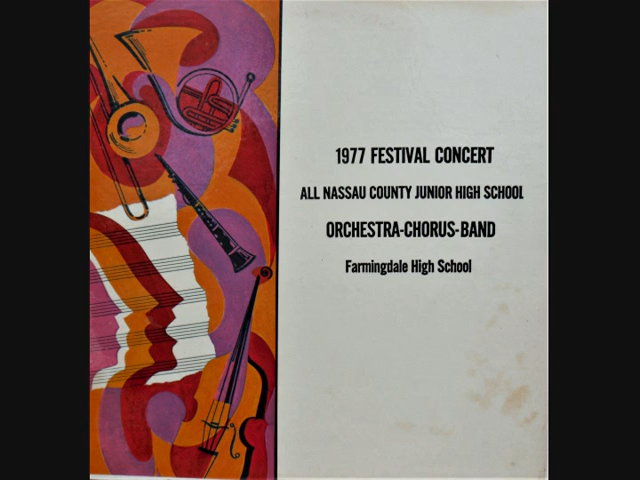 1977 FESTIVAL CONCERT
ALL NASSAU COUNTY JUNIOR HIGH SCHOOL
ORCHESTRA-CHORUS-BAND
Farmingdale High School